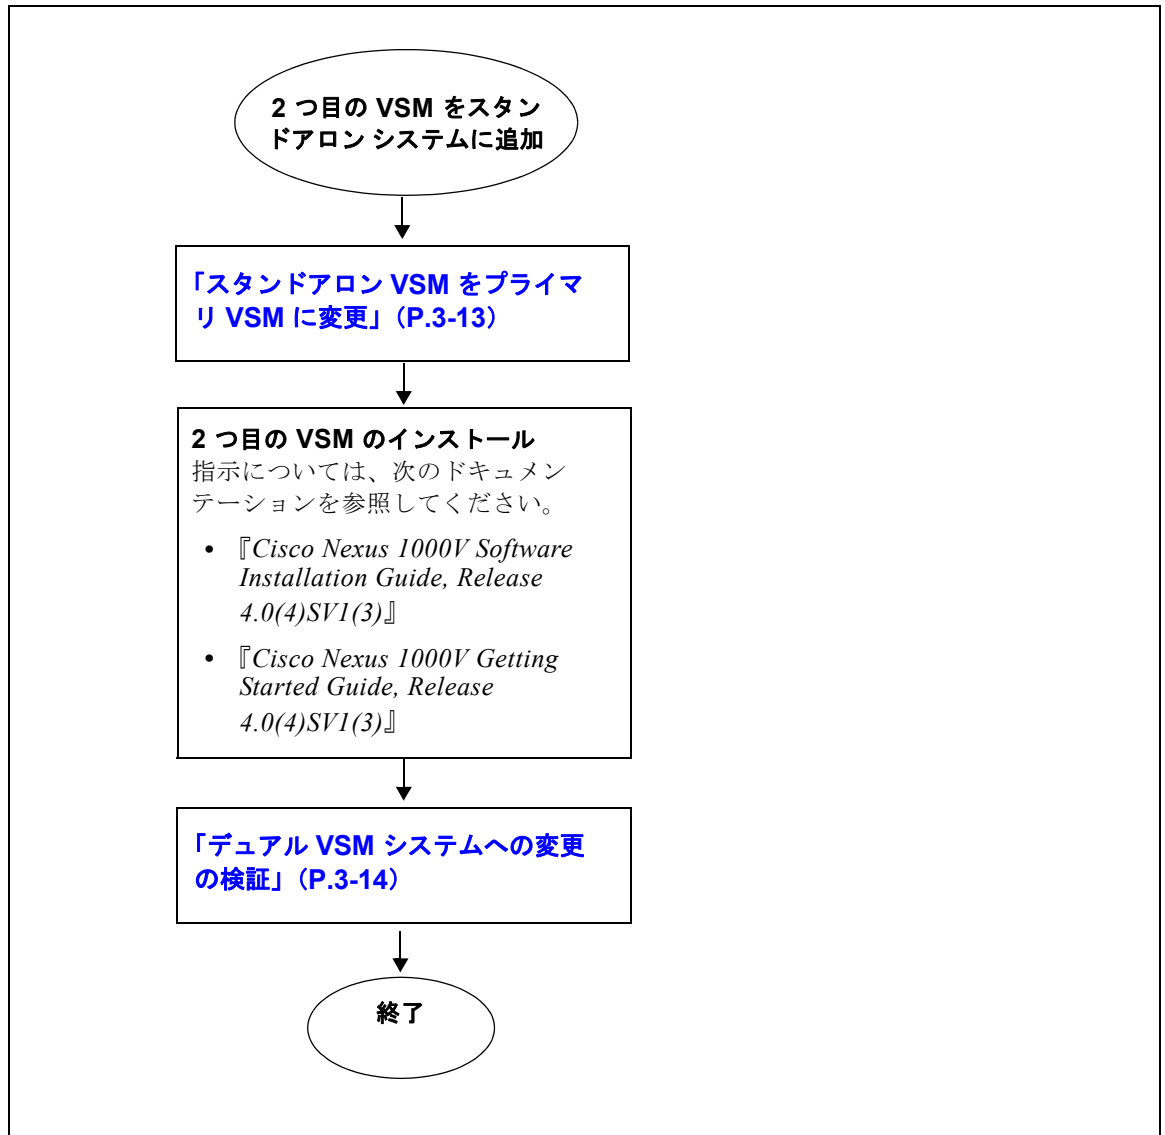 2 つ目の VSM をスタン
ドアロン システムに追加
「スタンドアロン VSM をプライマ
リ VSM に変更」（P.3-13）
2 つ目の VSM のインストール
指示については、次のドキュメン
テーションを参照してください。
• 『Cisco Nexus 1000V Software
Installation Guide, Release
4.0(4)SV1(3)』
• 『Cisco Nexus 1000V Getting
Started Guide, Release
4.0(4)SV1(3)』
「デュアル VSM システムへの変更
の検証」（P.3-14）
終了